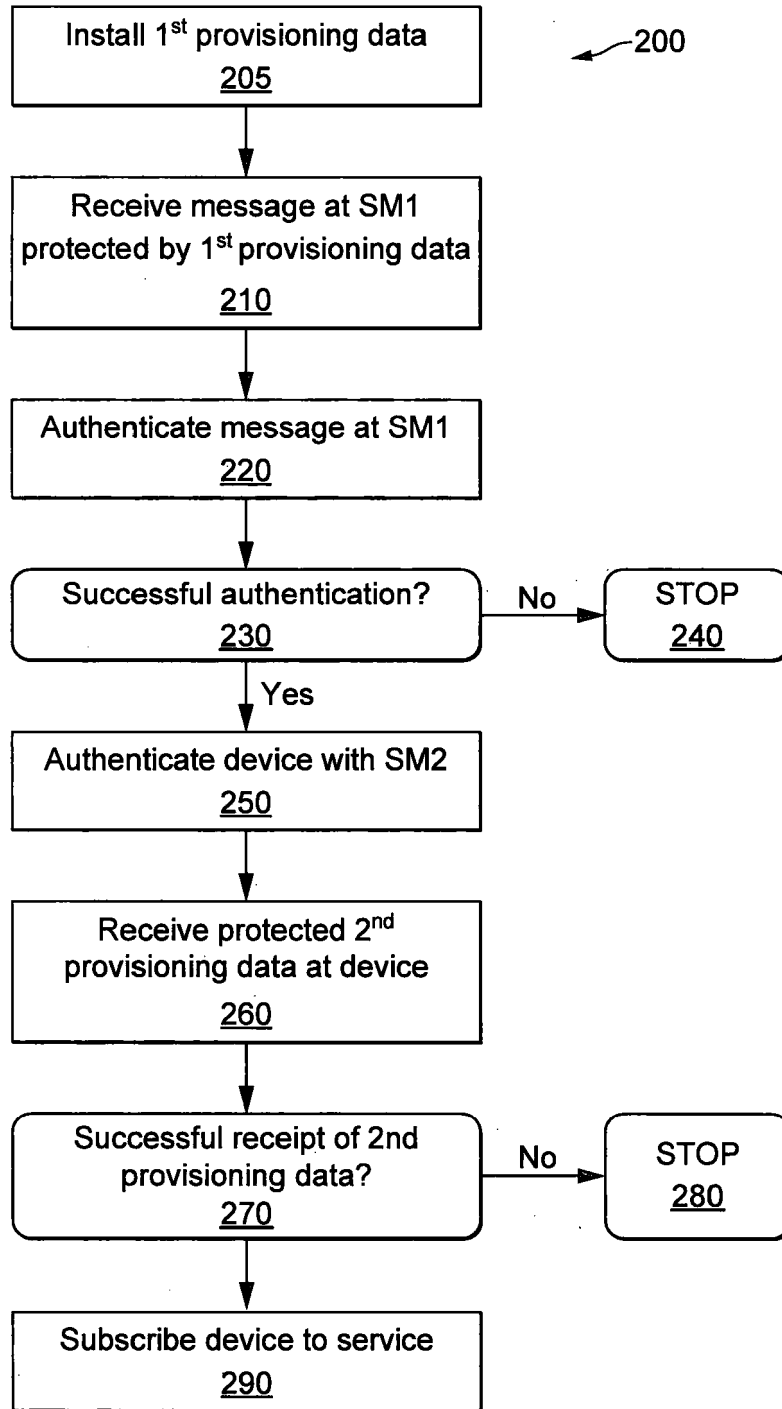 Install 1st provisioning data
205
200
Receive message at SM1
protected by 1st provisioning data
210
Authenticate message at SM1
220
Successful authentication?
230
No
STOP
240
Yes
Authenticate device with SM2
250
Receive protected 2nd
provisioning data at device
260
Successful receipt of 2nd
provisioning data?
270
No
STOP
280
Subscribe device to service
290